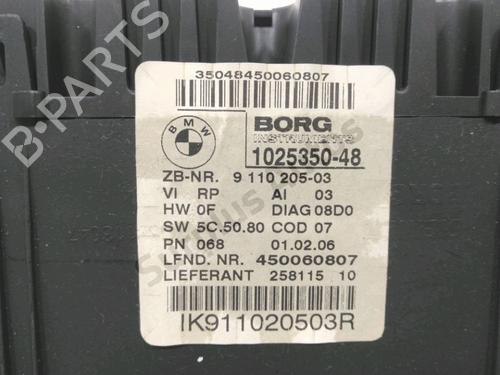 35048450060807
BMW
BORG
INSTRUMENTS
1025350-48
ZB-NR. 9 110 205-03
VI RP AI 03
HW 0F DIAG 08D0
SW 5C.50.80 COD 07
PN 068 01.02.06
LFND. NR. 450060807
LIEFERANT 258115 10
IK911020503R
B-PARTS